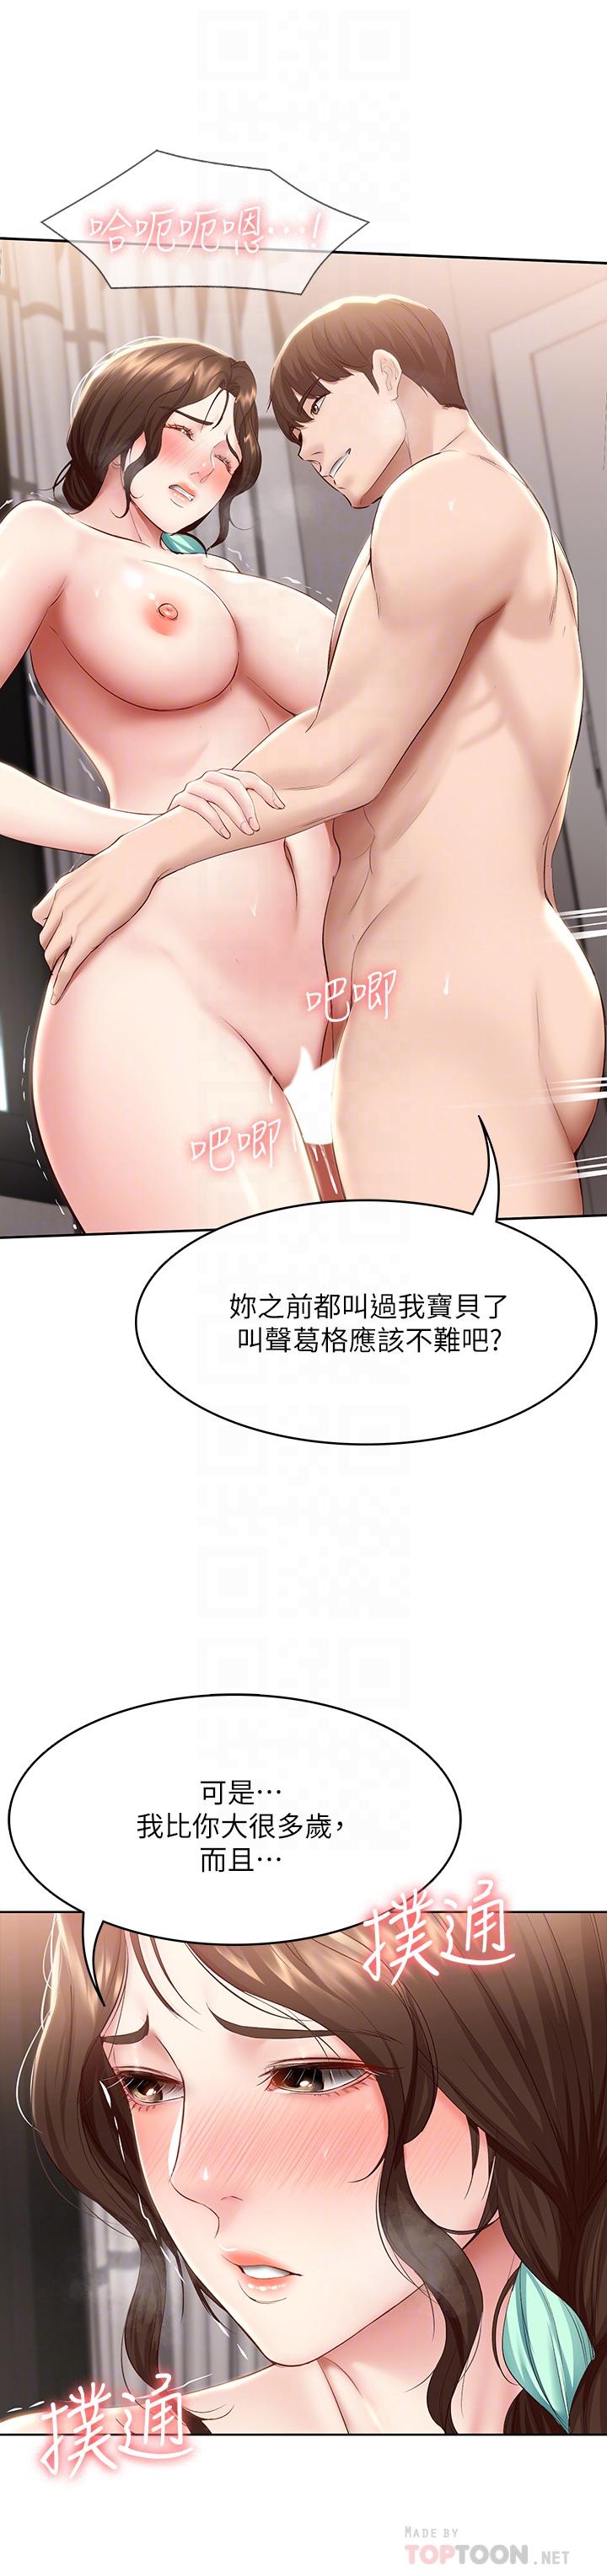 哈呃呃嗯…!
吧唧
吧唧
妳之前都叫過我寶貝了
叫聲葛格應該不難吧?
可是…
我比你大很多歲，
而且…
撲通
撲通
MADE BY
TOPTOON.NET